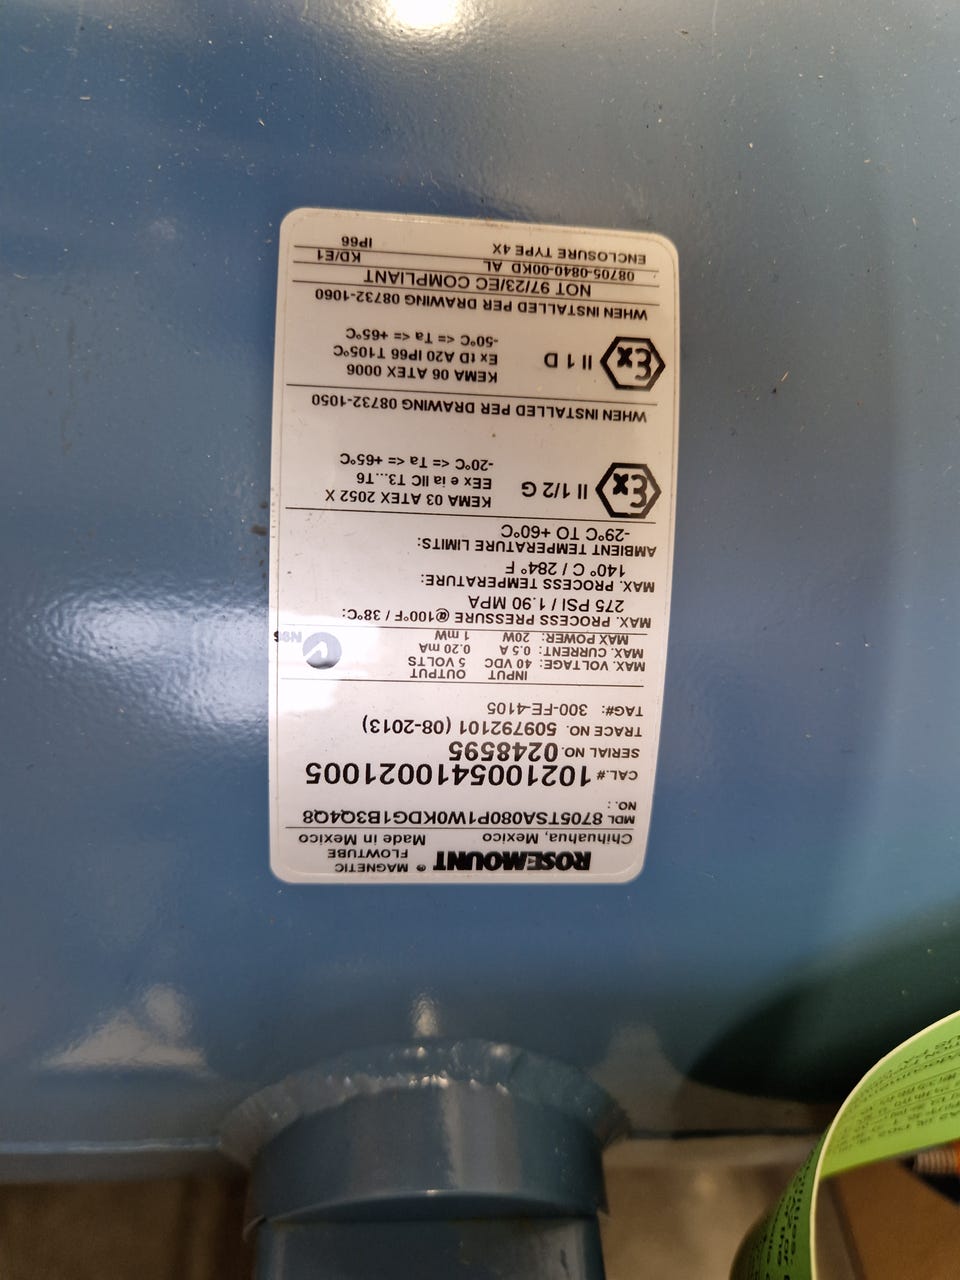 ROSEMOUNT® MAGNETIC FLOWTUBE
Chihuahua, Mexico Made in Mexico
MDL NO.: 8705TSA080P1W0KDG1B3Q4Q8
CAL.# 1021005410021005
SERIAL NO. 0248595
TRACE NO. 509792101 (08-2013)
TAG#: 300-FE-4105
INPUT OUTPUT
MAX. VOLTAGE: 40 VDC 5 VOLTS
MAX. CURRENT: 0.5 A 0.20 mA
MAX POWER: 20W 1 mW
N96
MAX. PROCESS PRESSURE @100°F / 38°C:
275 PSI / 1.90 MPA
MAX. PROCESS TEMPERATURE:
140° C / 284° F
AMBIENT TEMPERATURE LIMITS:
-29°C TO +60°C
KEMA 03 ATEX 2052 X
Ex II 1/2 G EEx e ia IIC T3...T6
-20°C <= Ta <= +65°C
WHEN INSTALLED PER DRAWING 08732-1050
KEMA 06 ATEX 0006
Ex II 1 D Ex tD A20 IP66 T105°C
-50°C <= Ta <= +65°C
WHEN INSTALLED PER DRAWING 08732-1060
NOT 97/23/EC COMPLIANT
08705-0840-00KD AL KD/E1
ENCLOSURE TYPE 4X IP66